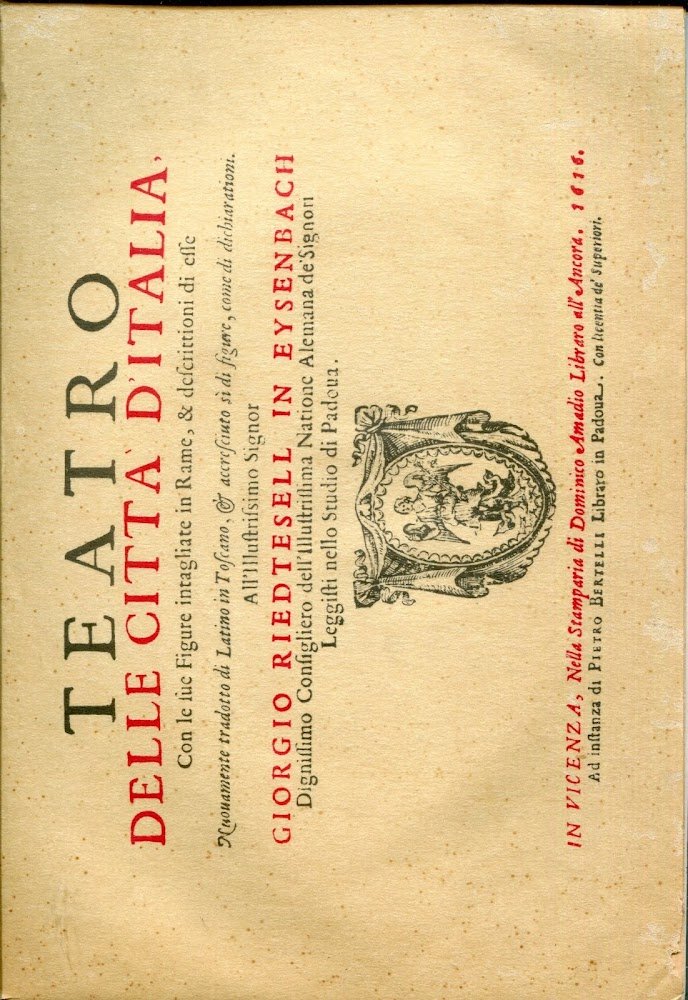 TEATRO
DELLE CITTA' D'ITALIA,
Con le ſue Figure intagliate in Rame, & deſcrittioni di eſſe
Nuouamente tradotto di Latino in Toſcano, & accreſciuto sì di figure, come di dichiarationi.
All'Illuſtriſsimo Signor
GIORGIO RIEDTESELL IN EYSENBACH
Digniſſimo Conſigliero dell'Illuſtriſſima Natione Alemana de' Signori
Leggiſti nello Studio di Padoua.
IN VICENZA, Nella Stamparia di Dominico Amadio Libraro all'Ancora. 1616.
Ad inſtanza di PIETRO BERTELLI Libraro in Padoua. Con licentia de' Superiori.